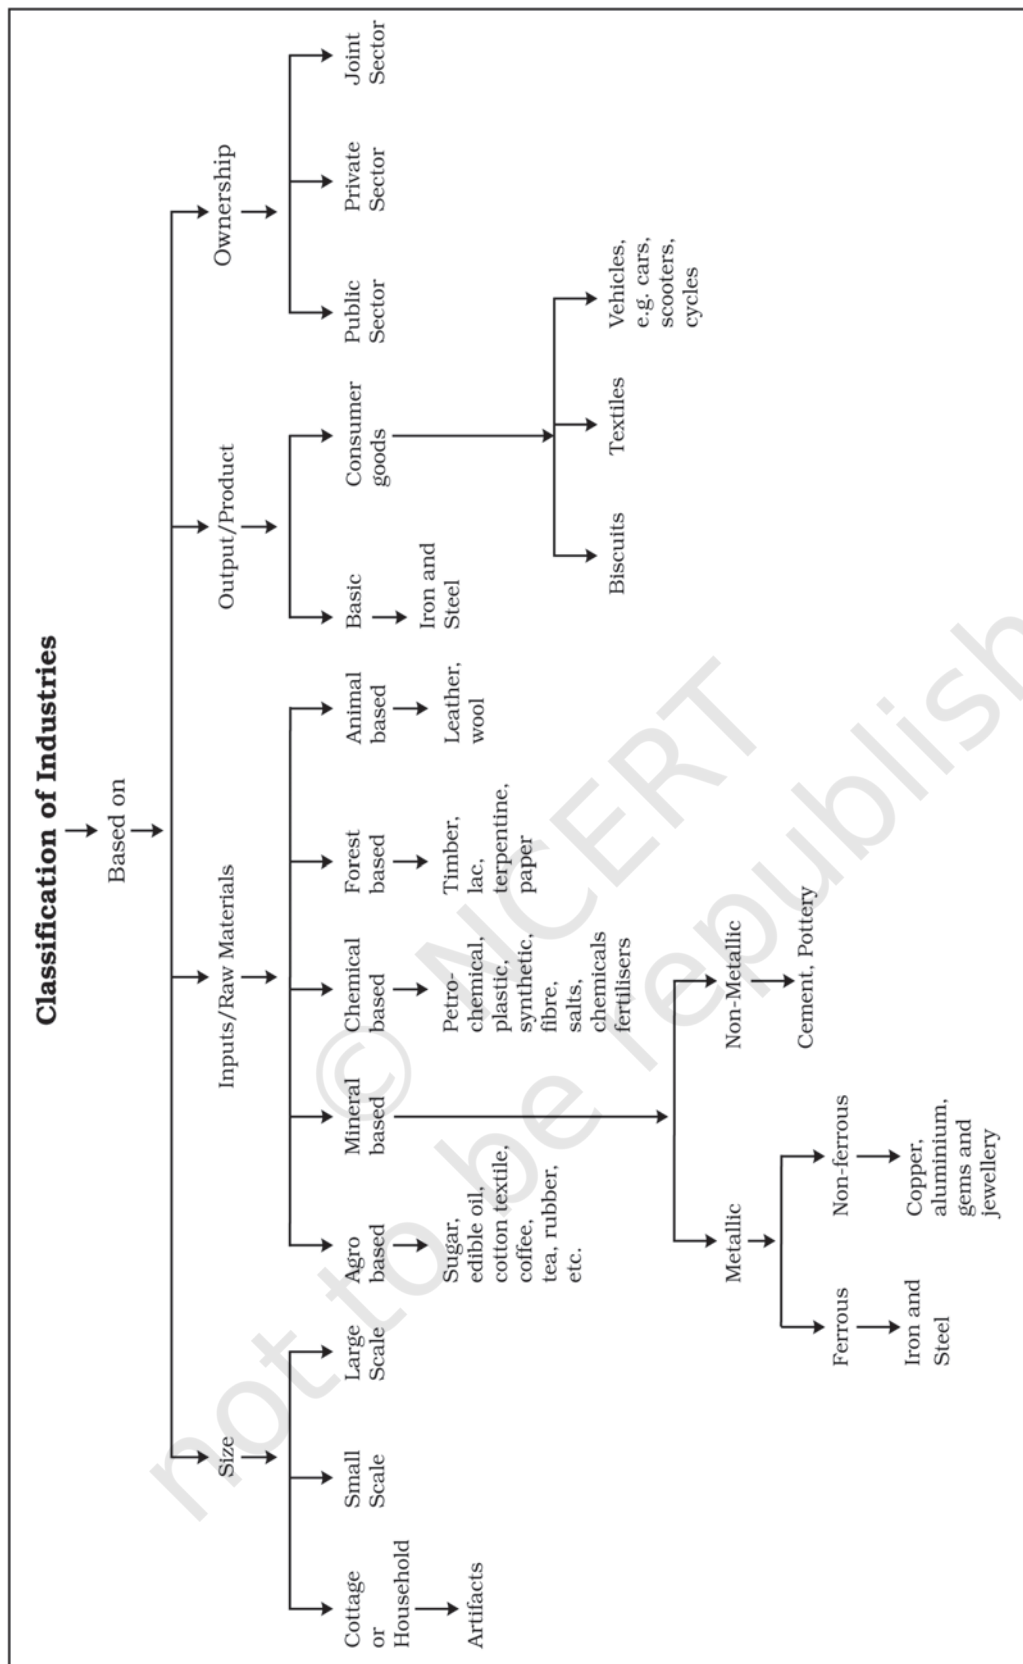 Classification of Industries
Based on
Size
Inputs/Raw Materials
Output/Product
Ownership
Cottage
or
Household
Small
Scale
Large
Scale
Agro
based
Mineral
based
Chemical
based
Forest
based
Animal
based
Basic
Consumer
goods
Public
Sector
Private
Sector
Joint
Sector
Artifacts
Sugar,
edible oil,
cotton textile,
coffee,
tea, rubber,
etc.
Petro-
chemical,
plastic,
synthetic,
fibre,
salts,
chemicals
fertilisers
Timber,
lac,
terpentine,
paper
Leather,
wool
Iron and
Steel
Biscuits
Textiles
Vehicles,
e.g. cars,
scooters,
cycles
Metallic
Non-Metallic
Cement, Pottery
Ferrous
Non-ferrous
Iron and
Steel
Copper,
aluminium,
gems and
jewellery
© NCERT
not to be republish